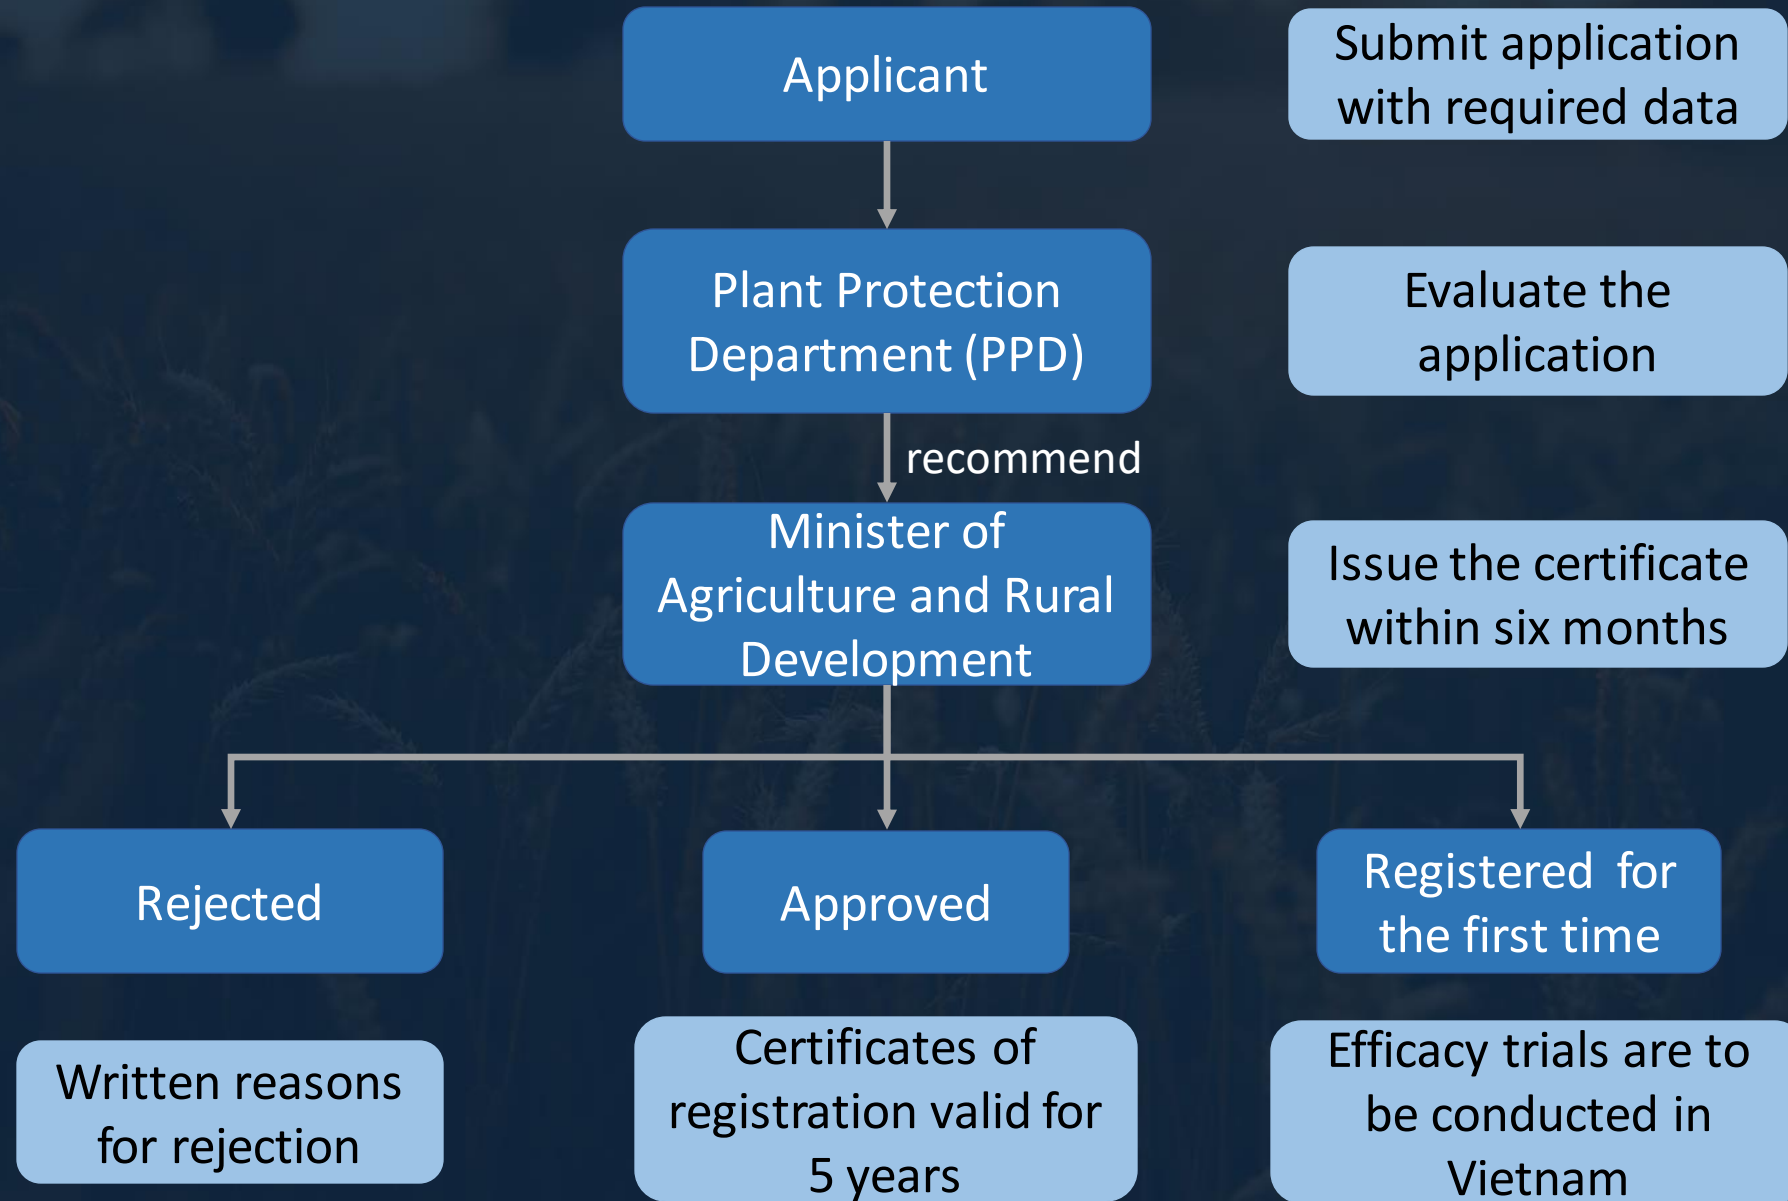 Applicant
Submit application
with required data
Plant Protection
Department (PPD)
Evaluate the
application
recommend
Minister of
Agriculture and Rural
Development
Issue the certificate
within six months
Rejected
Approved
Registered for
the first time
Written reasons
for rejection
Certificates of
registration valid for
5 years
Efficacy trials are to
be conducted in
Vietnam